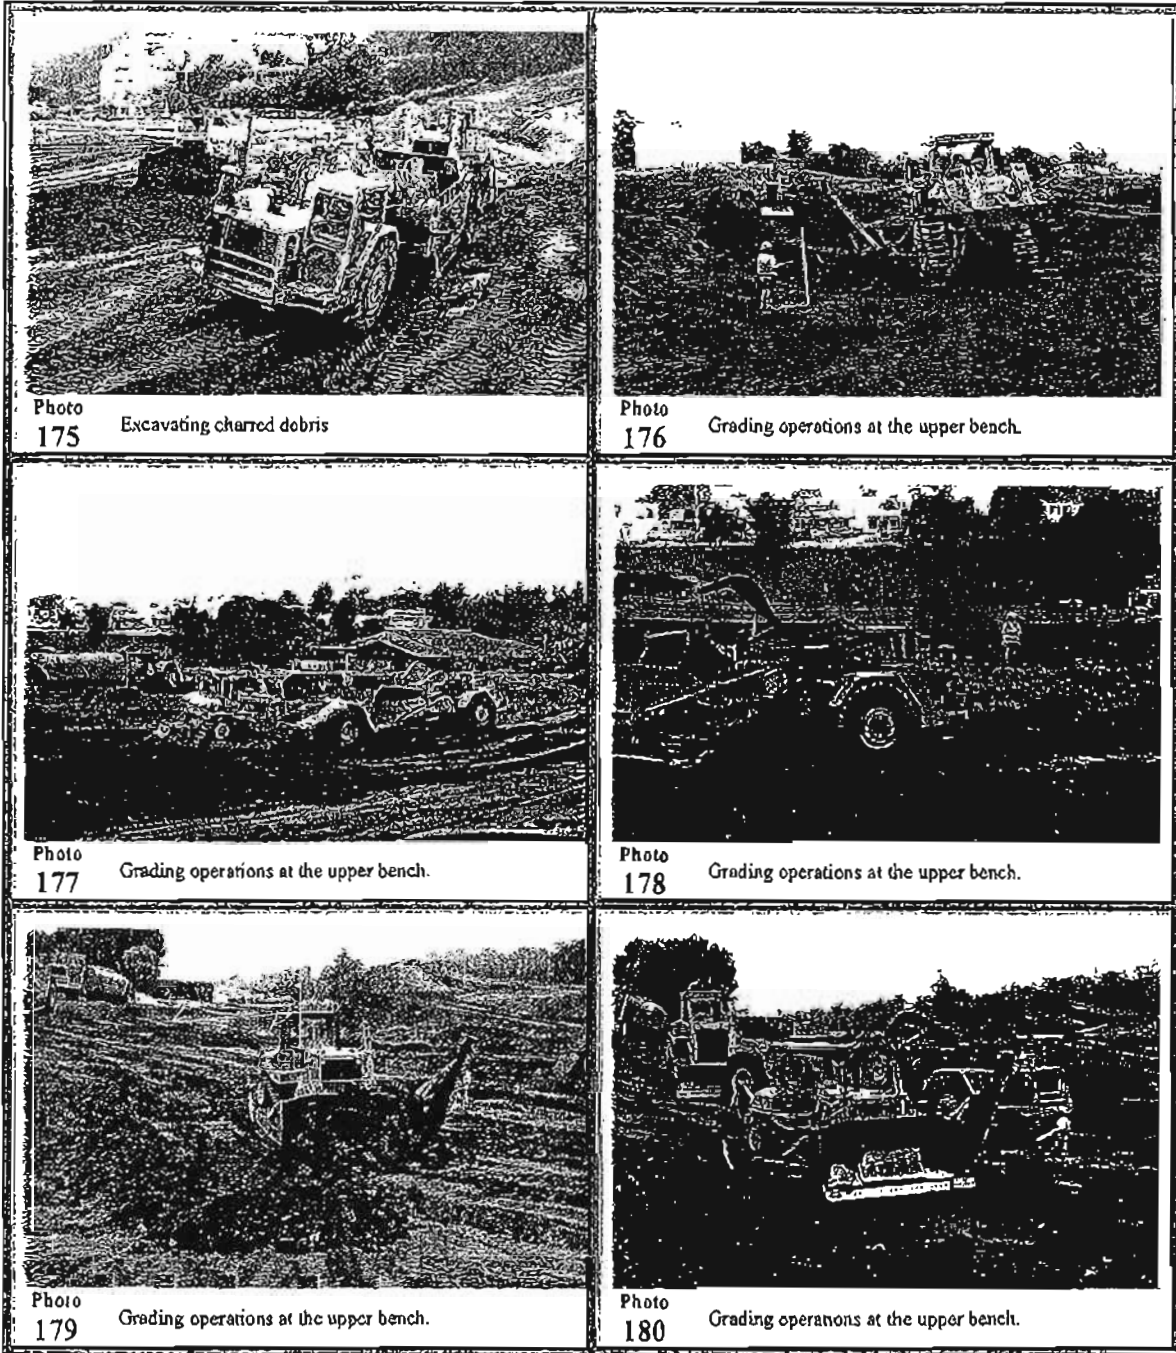 Photo
175 Excavating charred debris
Photo
176 Grading operations at the upper bench.
Photo
177 Grading operations at the upper bench.
Photo
178 Grading operations at the upper bench.
Photo
179 Grading operations at the upper bench.
Photo
180 Grading operations at the upper bench.